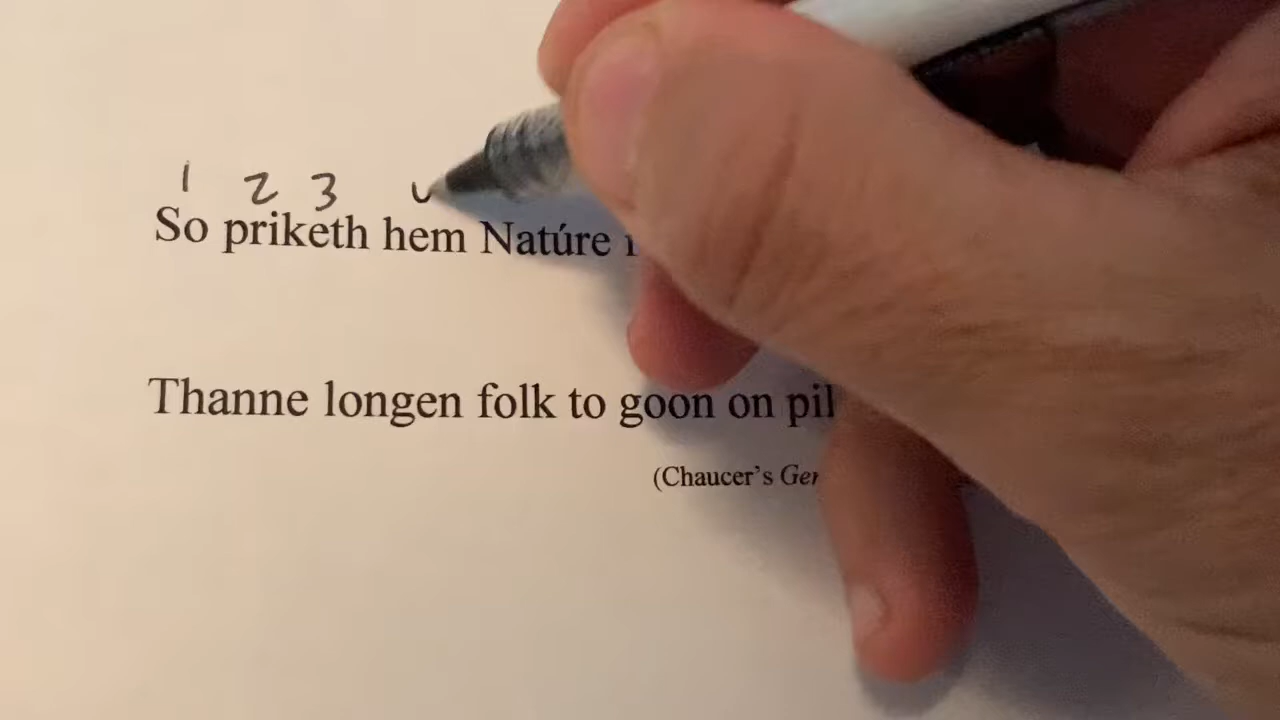 1 2 3
So priketh hem Natúre
Thanne longen folk to goon on pil
(Chaucer's Ger